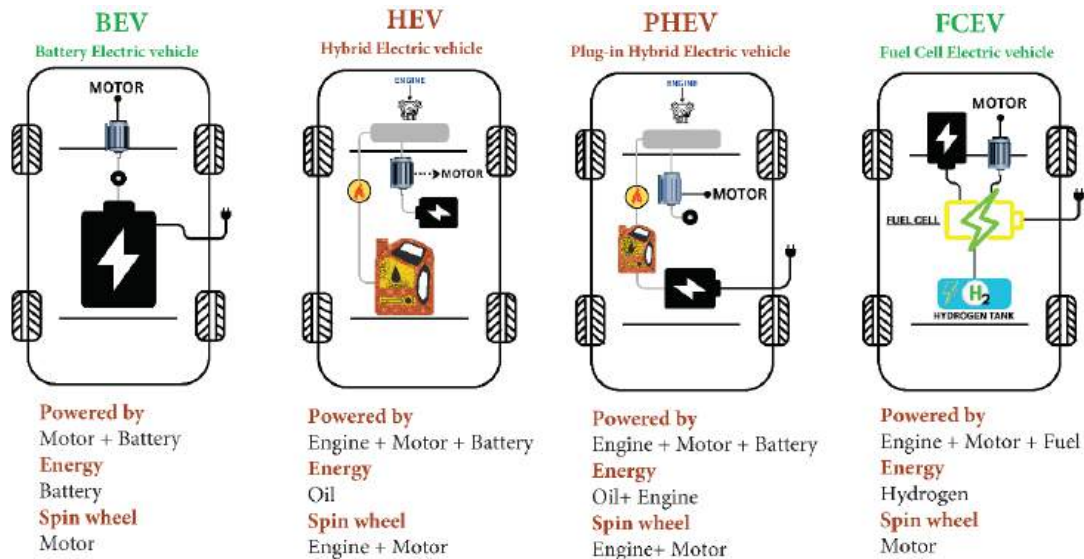 BEV
Battery Electric vehicle
MOTOR
Powered by
Motor + Battery
Energy
Battery
Spin wheel
Motor
HEV
Hybrid Electric vehicle
ENGINE
MOTOR
Powered by
Engine + Motor + Battery
Energy
Oil
Spin wheel
Engine + Motor
PHEV
Plug-in Hybrid Electric vehicle
ENGINE
MOTOR
Powered by
Engine + Motor + Battery
Energy
Oil+ Engine
Spin wheel
Engine+ Motor
FCEV
Fuel Cell Electric vehicle
MOTOR
FUEL CELL
H2
HYDROGEN TANK
Powered by
Engine + Motor + Fuel
Energy
Hydrogen
Spin wheel
Motor